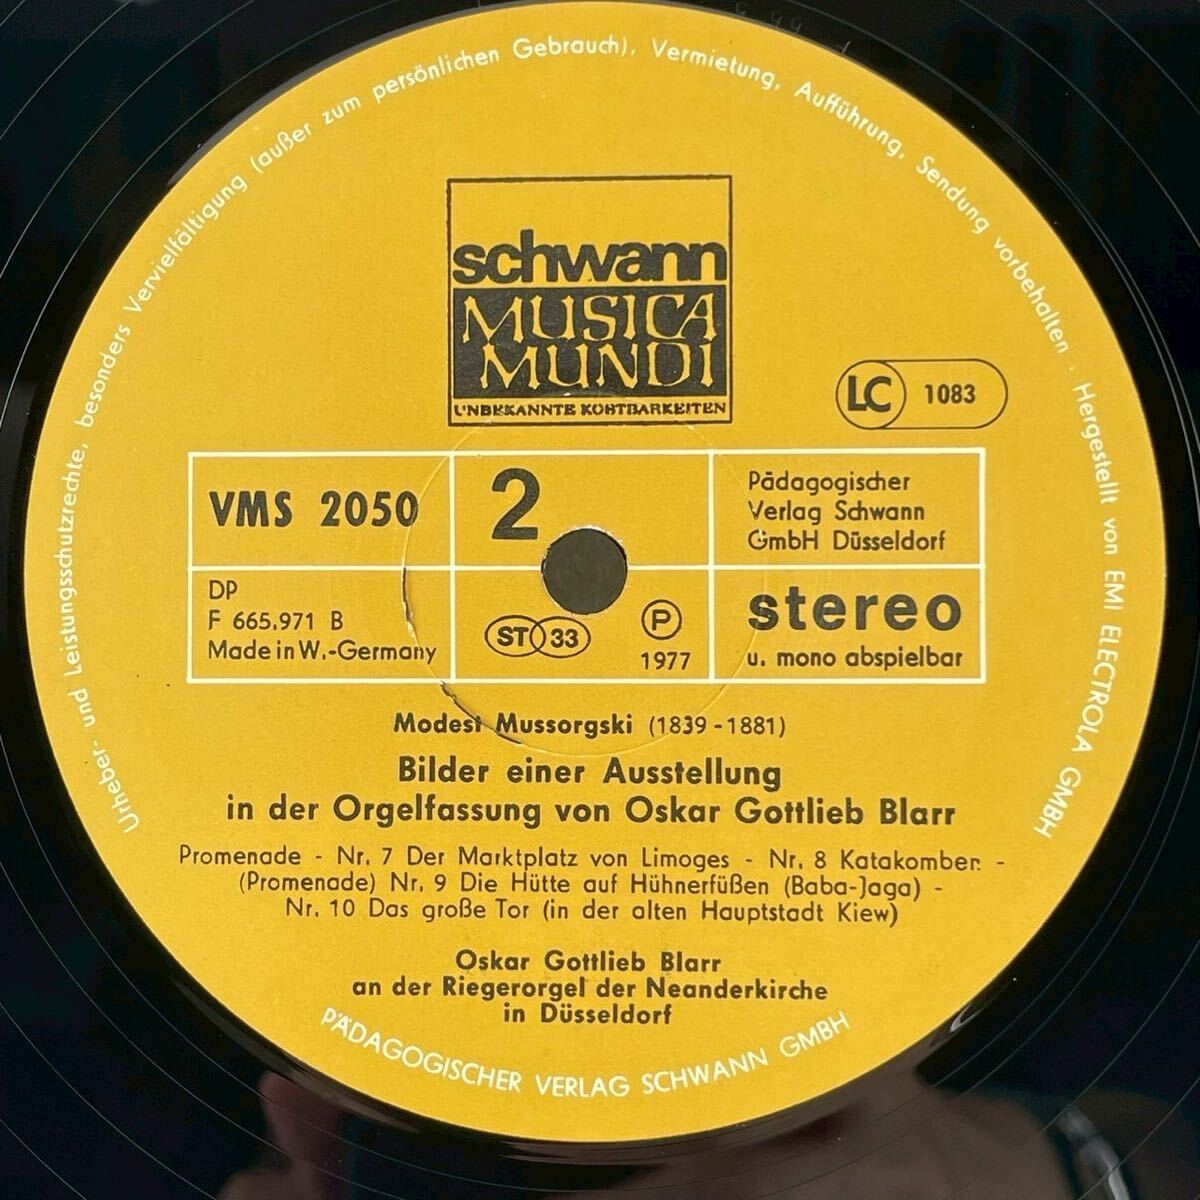 Urheber- und Leistungsschutzrechte, besonders Vervielfältigung (außer zum persönlichen Gebrauch), Vermietung, Aufführung, Sendung vorbehalten · Hergestellt von EMI ELECTROLA GMBH
schwann
MUSICA
MUNDI
UNBEKANNTE KOSTBARKEITEN
LC 1083
VMS 2050
2
Pädagogischer
Verlag Schwann
GmbH Düsseldorf
DP
F 665.971 B
Made in W.-Germany
ST 33
P
1977
stereo
u. mono abspielbar
Modest Mussorgski (1839-1881)
Bilder einer Ausstellung
in der Orgelfassung von Oskar Gottlieb Blarr
Promenade - Nr. 7 Der Marktplatz von Limoges - Nr. 8 Katakomben -
(Promenade) Nr. 9 Die Hütte auf Hühnerfüßen (Baba-Jaga) -
Nr. 10 Das große Tor (in der alten Hauptstadt Kiew)
Oskar Gottlieb Blarr
an der Riegerorgel der Neanderkirche
in Düsseldorf
PÄDAGOGISCHER VERLAG SCHWANN GMBH